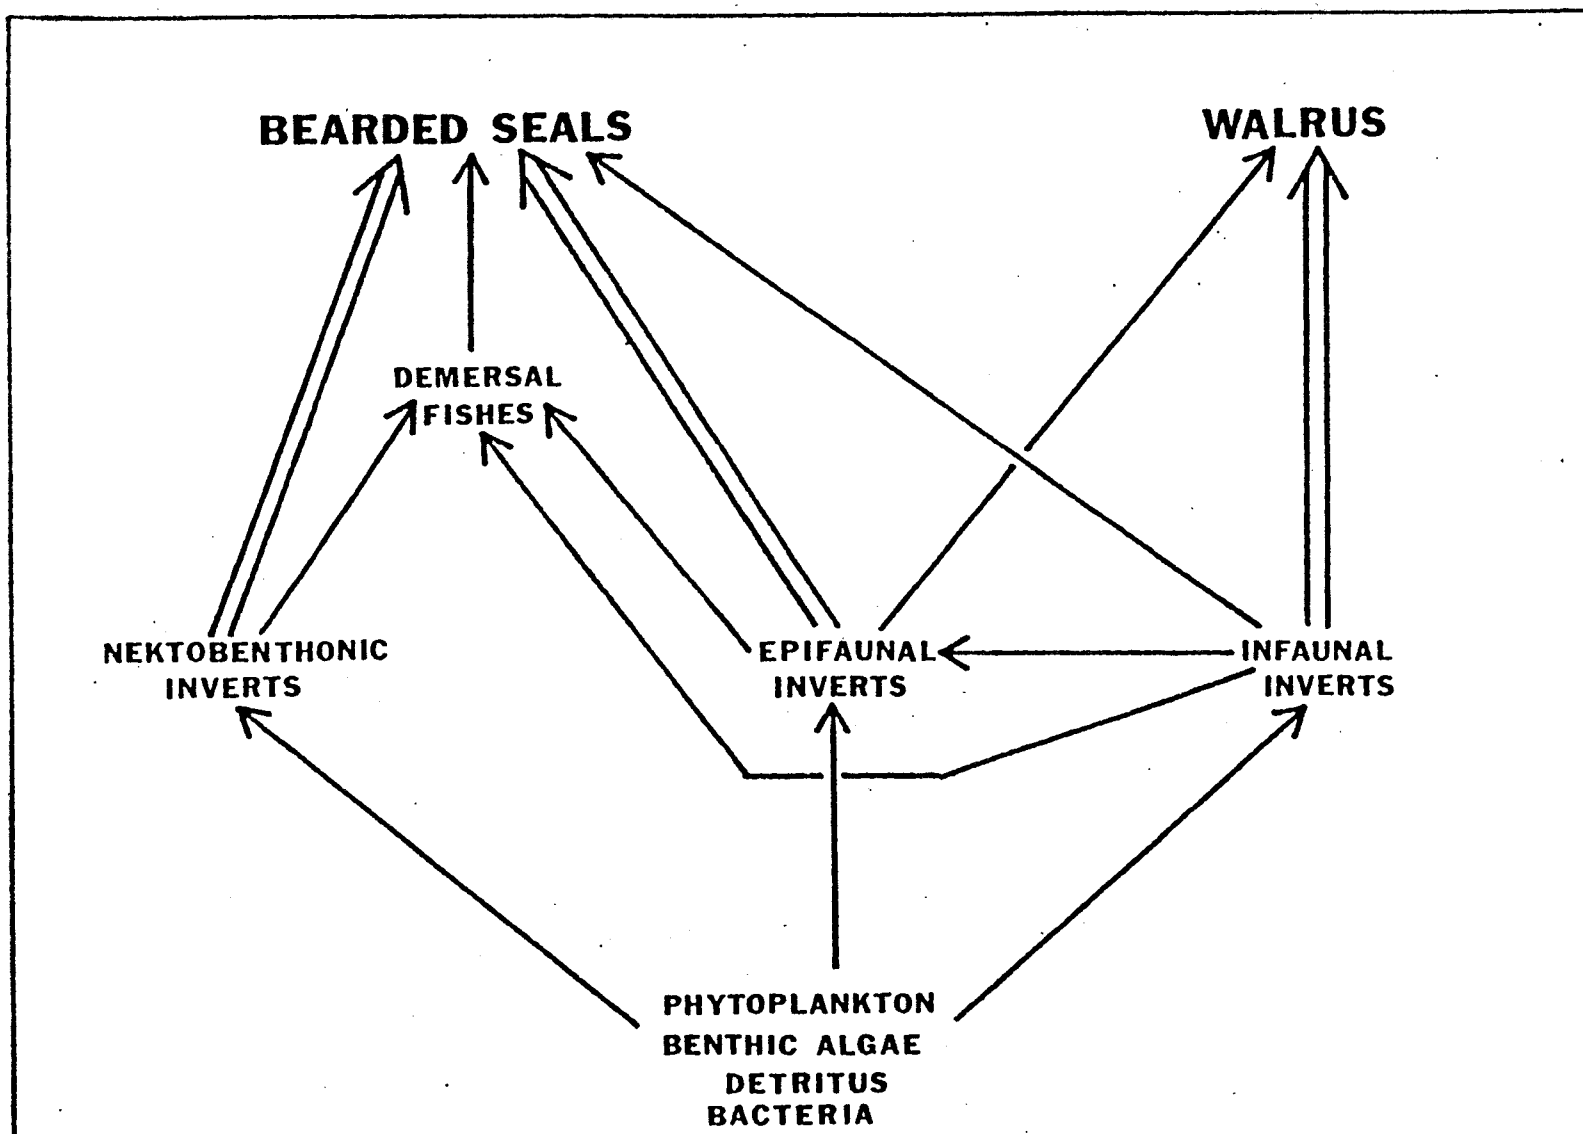 BEARDED SEALS
WALRUS
DEMERSAL
FISHES
NEKTOBENTHONIC
INVERTS
EPIFAUNAL
INVERTS
INFAUNAL
INVERTS
PHYTOPLANKTON
BENTHIC ALGAE
DETRITUS
BACTERIA